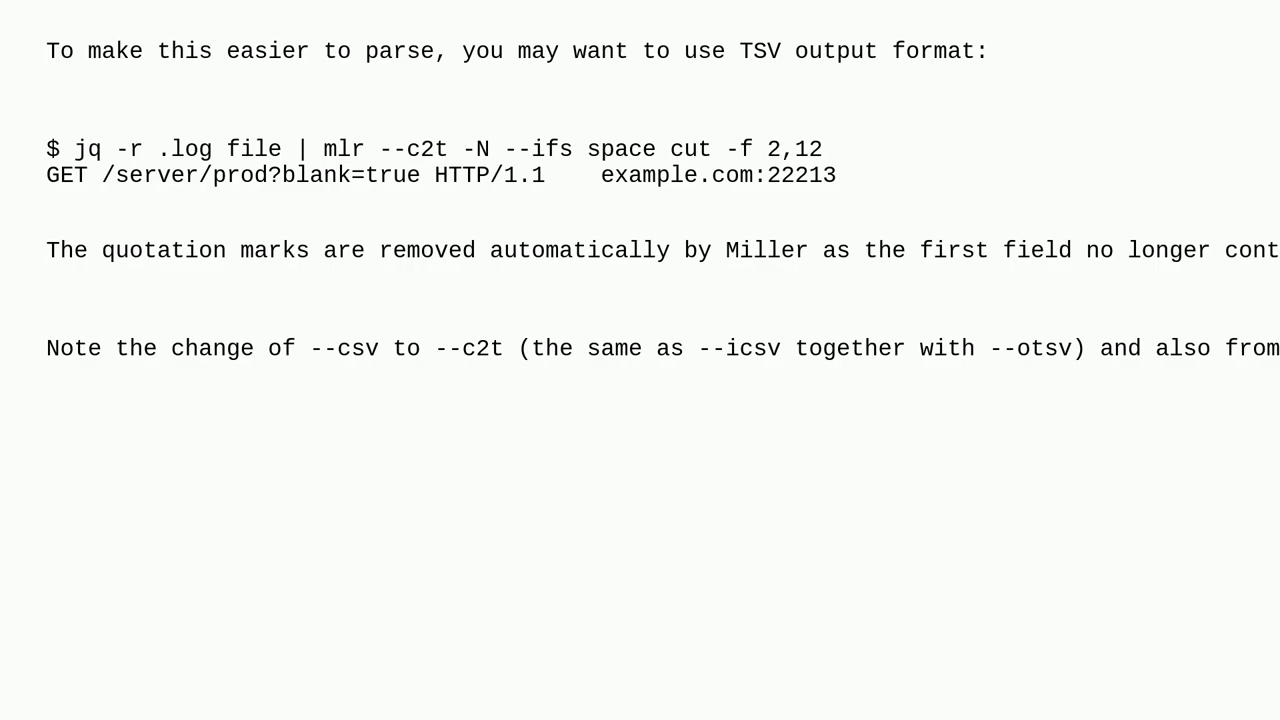 To make this easier to parse, you may want to use TSV output format:
$ jq -r .log file | mlr --c2t -N --ifs space cut -f 2,12
GET /server/prod?blank=true HTTP/1.1    example.com:22213
The quotation marks are removed automatically by Miller as the first field no longer cont
Note the change of --csv to --c2t (the same as --icsv together with --otsv) and also from